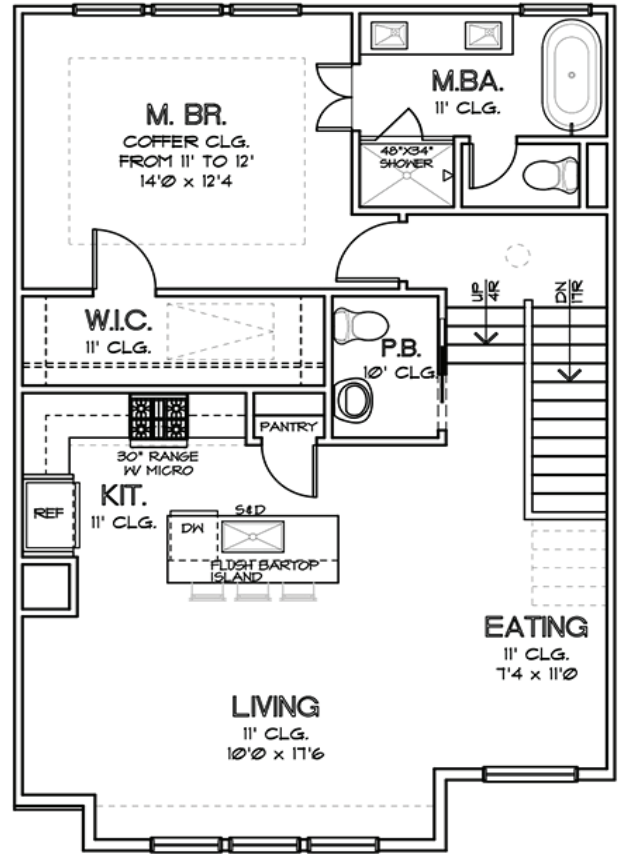 M. BR.
COFFER CLG.
FROM 11' TO 12'
14'0 x 12'4
M.BA.
11' CLG.
48"X34"
SHOWER
W.I.C.
11' CLG.
P.B.
10' CLG.
UP
4R
DN
17R
PANTRY
30" RANGE
W/ MICRO
KIT.
11' CLG.
REF
S&D
DW
FLUSH BARTOP
ISLAND
EATING
11' CLG.
7'4 x 11'0
LIVING
11' CLG.
10'0 x 17'6